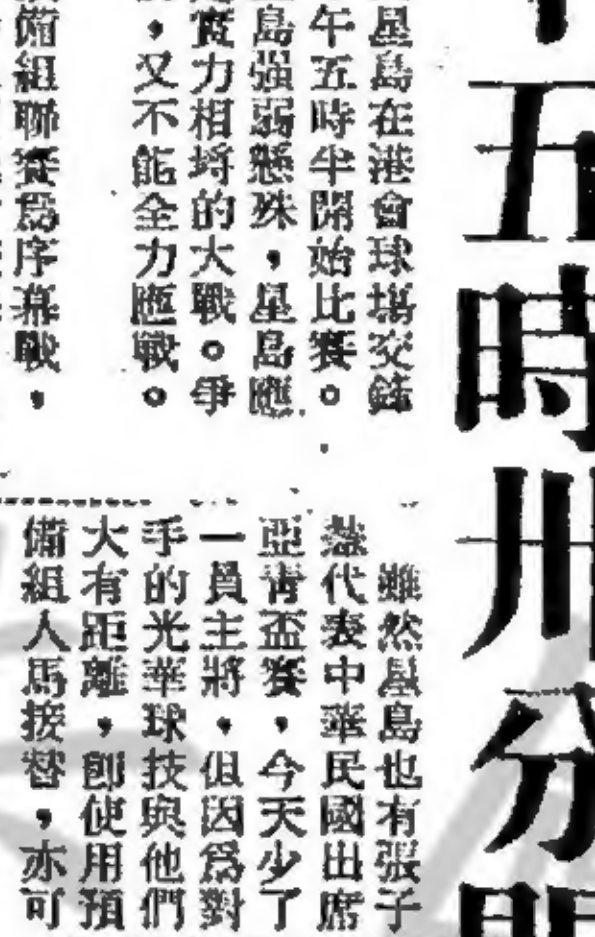 午五時卅分開
星島在港會球場交鋒
午五時半開始比賽。
島强弱懸殊，星島應
實力相埓的大戰。爭
，又不能全力應戰。
備組聯賽爲序幕戰，
雖然星島也有張子
代表中華民國出席
亞青盃賽，今天少了
一員主將，但因爲對
手的光華球技與他們
大有距離，卽使用預
備組人馬接替，亦可